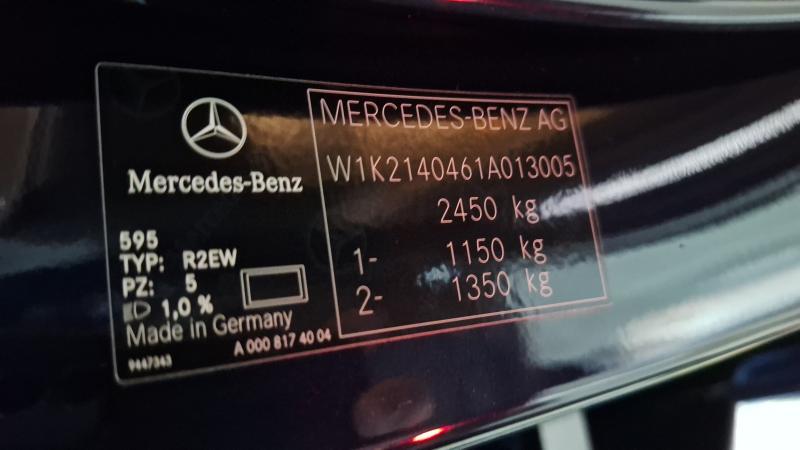 Mercedes-Benz
595
TYP: R2EW
PZ: 5
1,0 %
Made in Germany
9447343
A 000 817 40 04
MERCEDES-BENZ AG
W1K2140461A013005
2450 kg
1- 1150 kg
2- 1350 kg